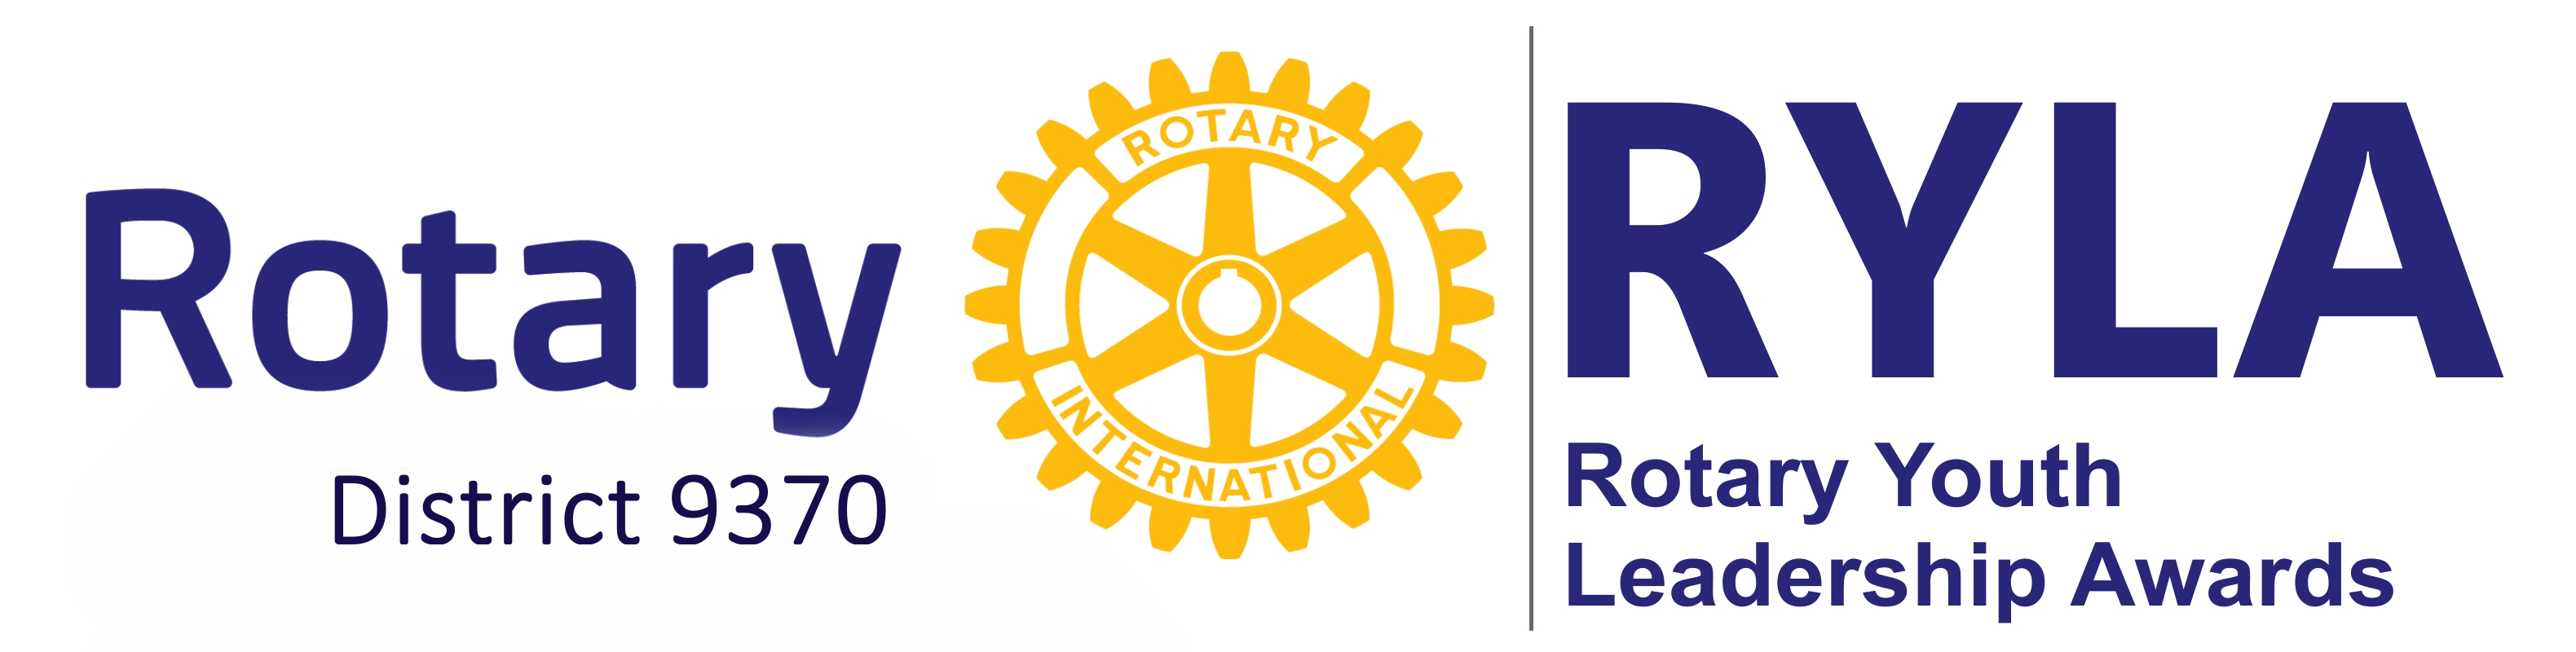 Rotary
District 9370
ROTARY
INTERNATIONAL
RYLA
Rotary Youth
Leadership Awards